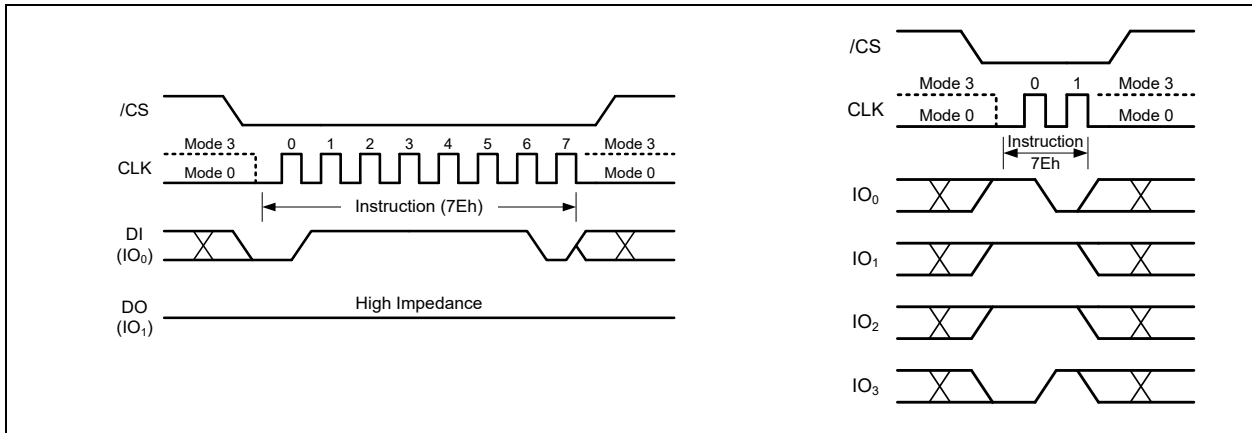 /CS
Mode 3
0 1 2 3 4 5 6 7
Mode 3
CLK
Mode 0
Mode 0
Instruction (7Eh)
DI
(IO₀)
High Impedance
DO
(IO₁)
/CS
Mode 3
0 1
Mode 3
CLK
Mode 0
Mode 0
Instruction
7Eh
IO₀
IO₁
IO₂
IO₃